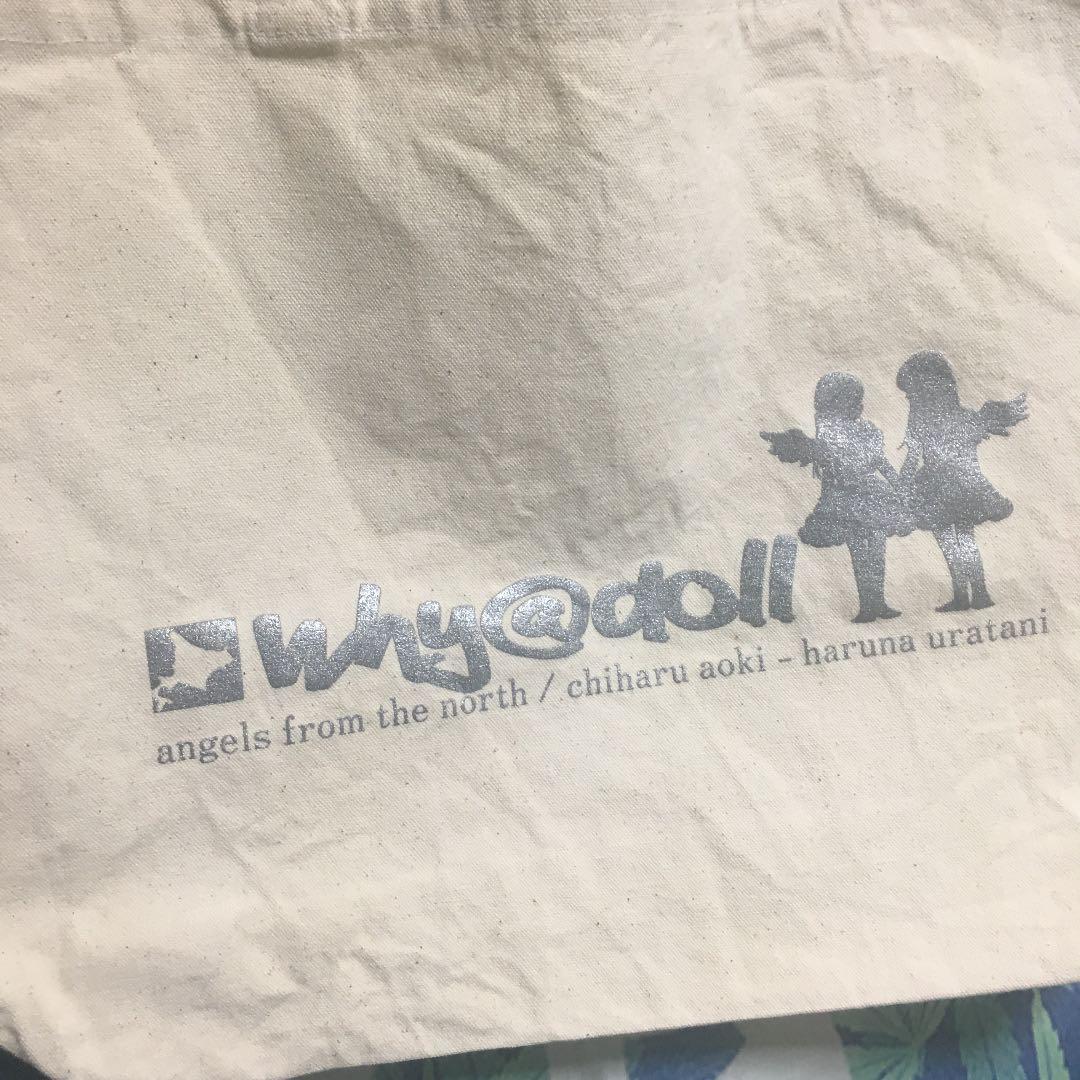 why@doll
angels from the north / chiharu aoki - haruna uratani